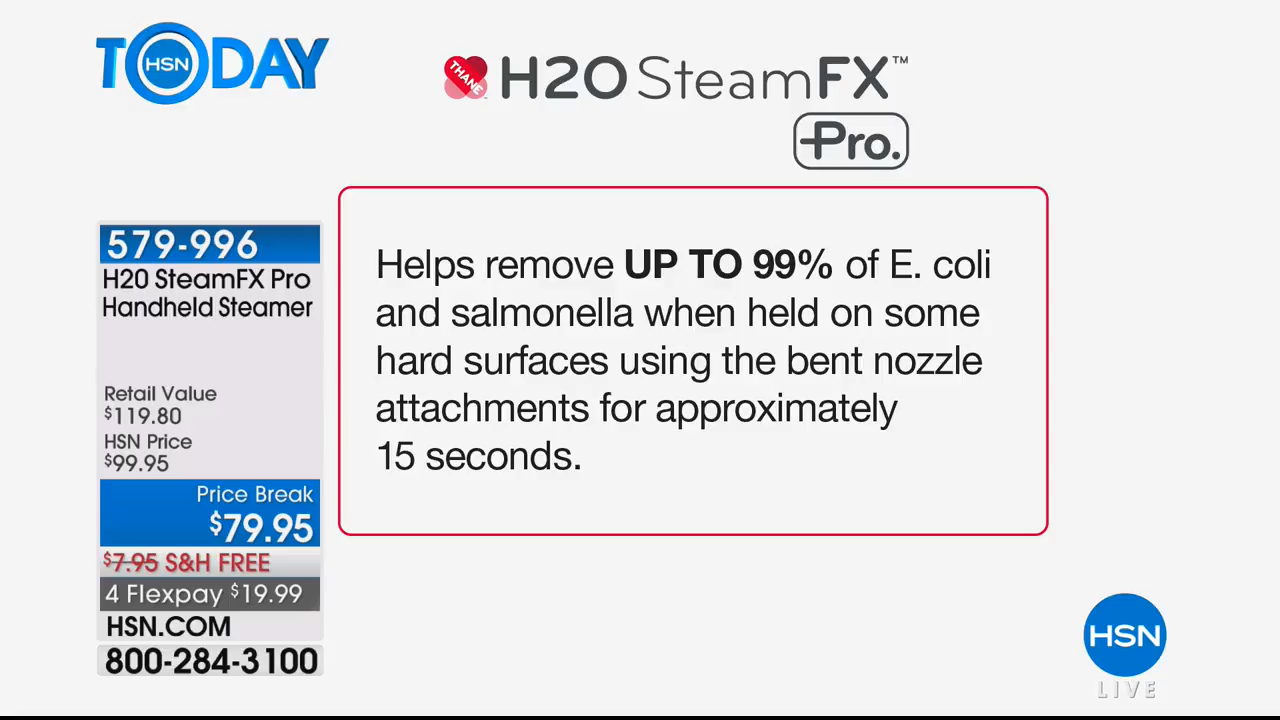 TODAY
HSN
THANE
H2O SteamFX™
Pro.
579-996
H20 SteamFX Pro
Handheld Steamer
Retail Value
$119.80
HSN Price
$99.95
Price Break
$79.95
$7.95 S&H FREE
4 Flexpay $19.99
HSN.COM
800-284-3100
Helps remove UP TO 99% of E. coli
and salmonella when held on some
hard surfaces using the bent nozzle
attachments for approximately
15 seconds.
HSN
LIVE